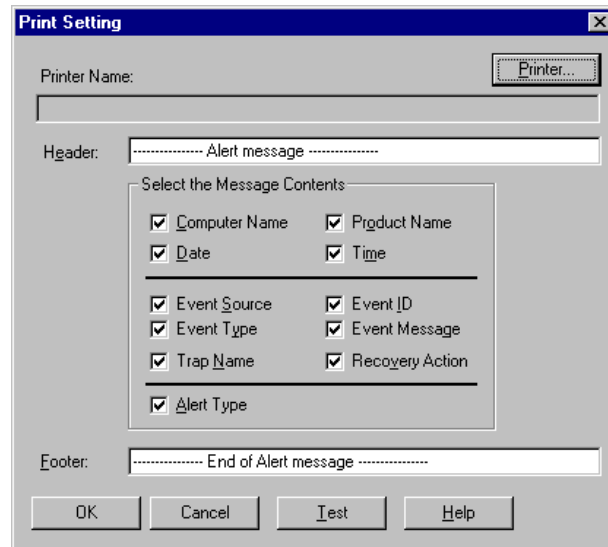 Print Setting
Printer...
Printer Name:
Header: --------------- Alert message ---------------
Select the Message Contents
Computer Name Product Name
Date Time
Event Source Event ID
Event Type Event Message
Trap Name Recovery Action
Alert Type
Footer: --------------- End of Alert message ---------------
OK Cancel Test Help